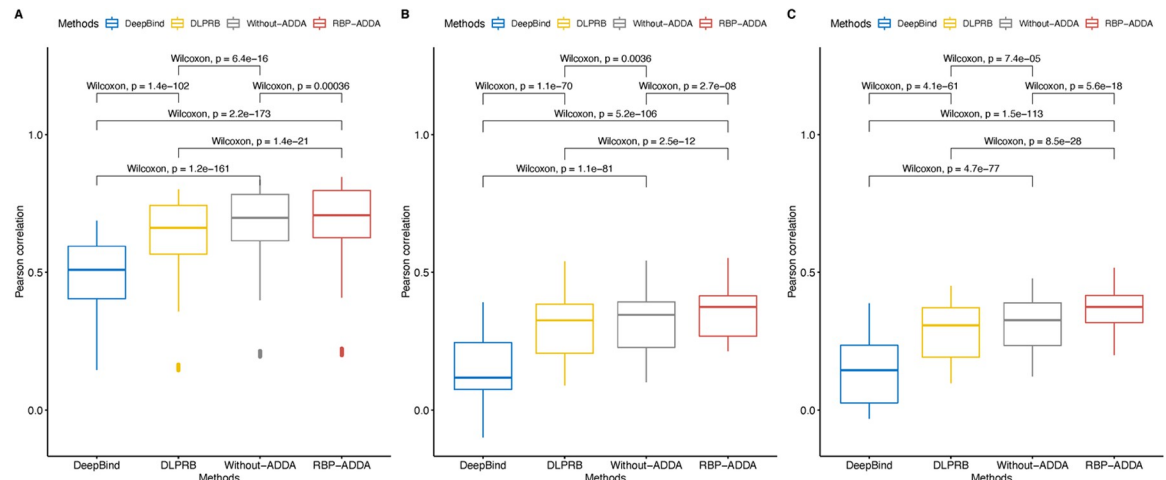 A
Methods DeepBind DLPRB Without-ADDA RBP-ADDA
Wilcoxon, p = 6.4e-16
Wilcoxon, p = 1.4e-102
Wilcoxon, p = 0.00036
Wilcoxon, p = 2.2e-173
Wilcoxon, p = 1.4e-21
Wilcoxon, p = 1.2e-161
1.0
0.5
0.0
Pearson correlation
DeepBind DLPRB Without-ADDA RBP-ADDA
Methods
B
Methods DeepBind DLPRB Without-ADDA RBP-ADDA
Wilcoxon, p = 0.0036
Wilcoxon, p = 1.1e-70
Wilcoxon, p = 2.7e-08
Wilcoxon, p = 5.2e-106
Wilcoxon, p = 2.5e-12
Wilcoxon, p = 1.1e-81
1.0
0.5
0.0
Pearson correlation
DeepBind DLPRB Without-ADDA RBP-ADDA
Methods
C
Methods DeepBind DLPRB Without-ADDA RBP-ADDA
Wilcoxon, p = 7.4e-05
Wilcoxon, p = 4.1e-61
Wilcoxon, p = 5.6e-18
Wilcoxon, p = 1.5e-113
Wilcoxon, p = 8.5e-28
Wilcoxon, p = 4.7e-77
1.0
0.5
0.0
Pearson correlation
DeepBind DLPRB Without-ADDA RBP-ADDA
Methods